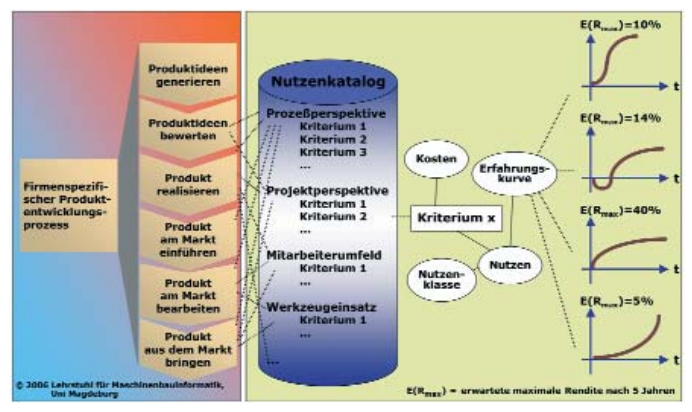 Firmenspezifi-
scher Produkt-
entwicklungs-
prozess
Produktideen
generieren
Produktideen
bewerten
Produkt
realisieren
Produkt
am Markt
einführen
Produkt
am Markt
bearbeiten
Produkt
aus dem Markt
bringen
© 2006 Lehrstuhl für Maschinenbauinformatik,
Uni Magdeburg
Nutzenkatalog
Prozeßperspektive
Kriterium 1
Kriterium 2
Kriterium 3
...
Projektperspektive
Kriterium 1
Kriterium 2
...
Mitarbeiterumfeld
Kriterium 1
...
Werkzeugeinsatz
Kriterium 1
...
...
Kosten
Erfahrungs-
kurve
Kriterium x
Nutzen-
klasse
Nutzen
E(Rmax)=10%
t
E(Rmax)=14%
t
E(Rmax)=40%
t
E(Rmax)=5%
t
E(Rmax) = erwartete maximale Rendite nach 5 Jahren